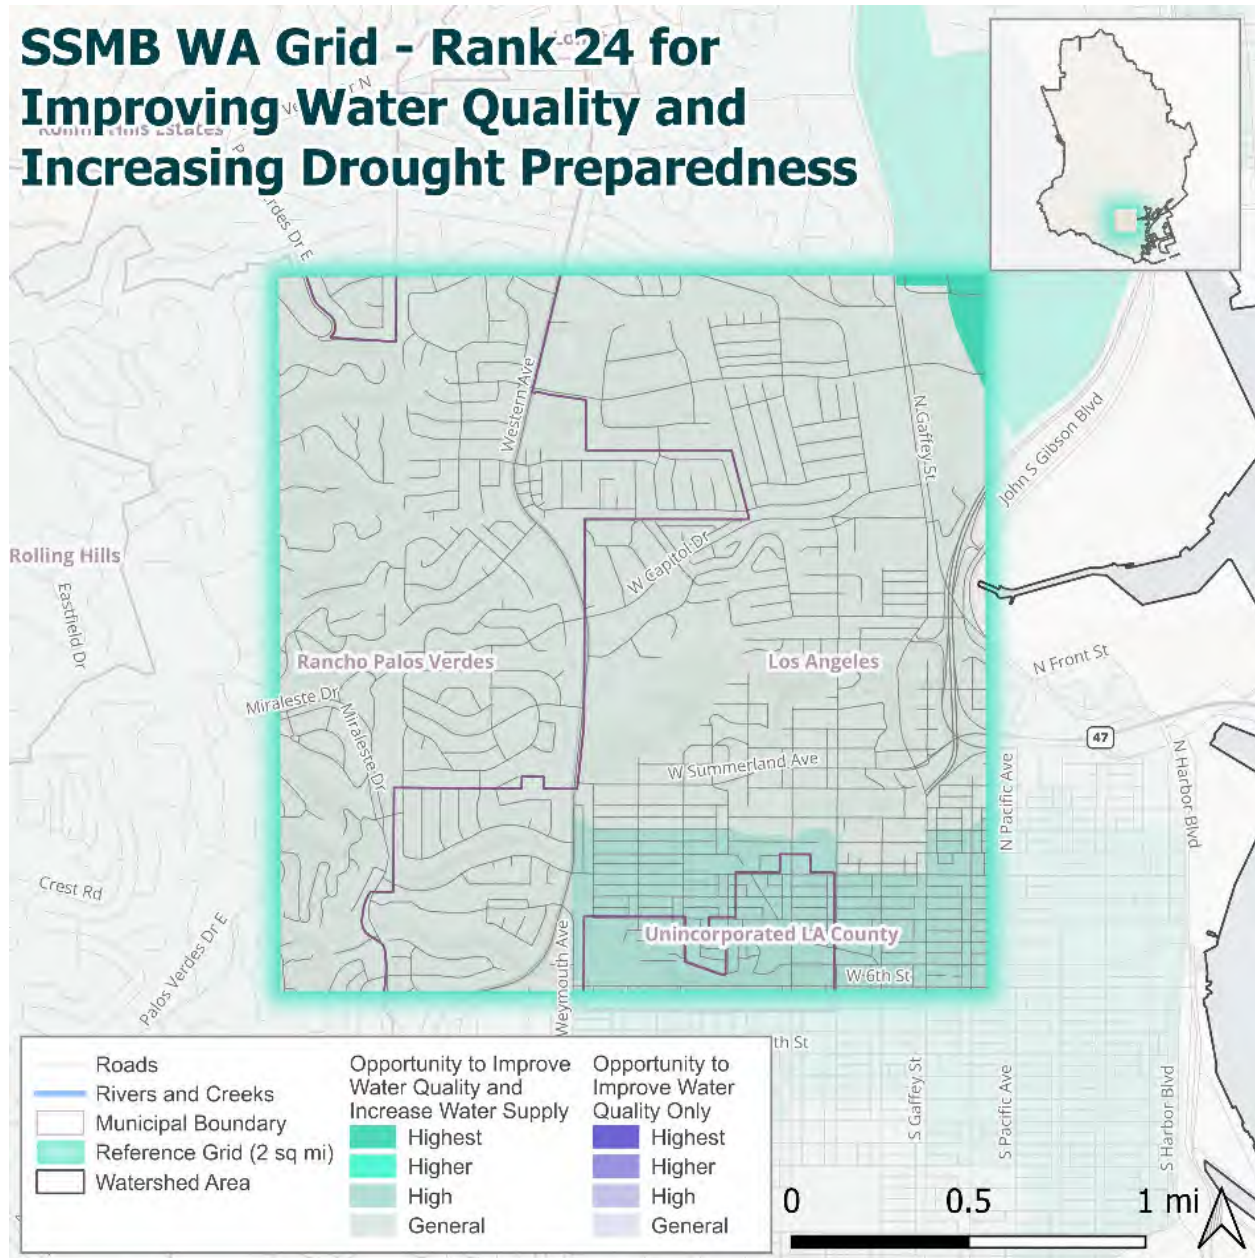 SSMB WA Grid - Rank 24 for
Improving Water Quality and
Increasing Drought Preparedness
Western Ave
N Gaffey St
John S Gibson Blvd
Rolling Hills
Eastfield Dr
W Capitol Dr
Rancho Palos Verdes
Los Angeles
N Front St
Miraleste Dr
Miraleste Dr
47
W Summerland Ave
N Pacific Ave
N Harbor Blvd
Crest Rd
Palos Verdes Dr E
Weymouth Ave
Unincorporated LA County
W 6th St
th St
S Gaffey St
S Pacific Ave
S Harbor Blvd
Roads
Rivers and Creeks
Municipal Boundary
Reference Grid (2 sq mi)
Watershed Area
Opportunity to Improve
Water Quality and
Increase Water Supply
Highest
Higher
High
General
Opportunity to
Improve Water
Quality Only
Highest
Higher
High
General
0 0.5 1 mi